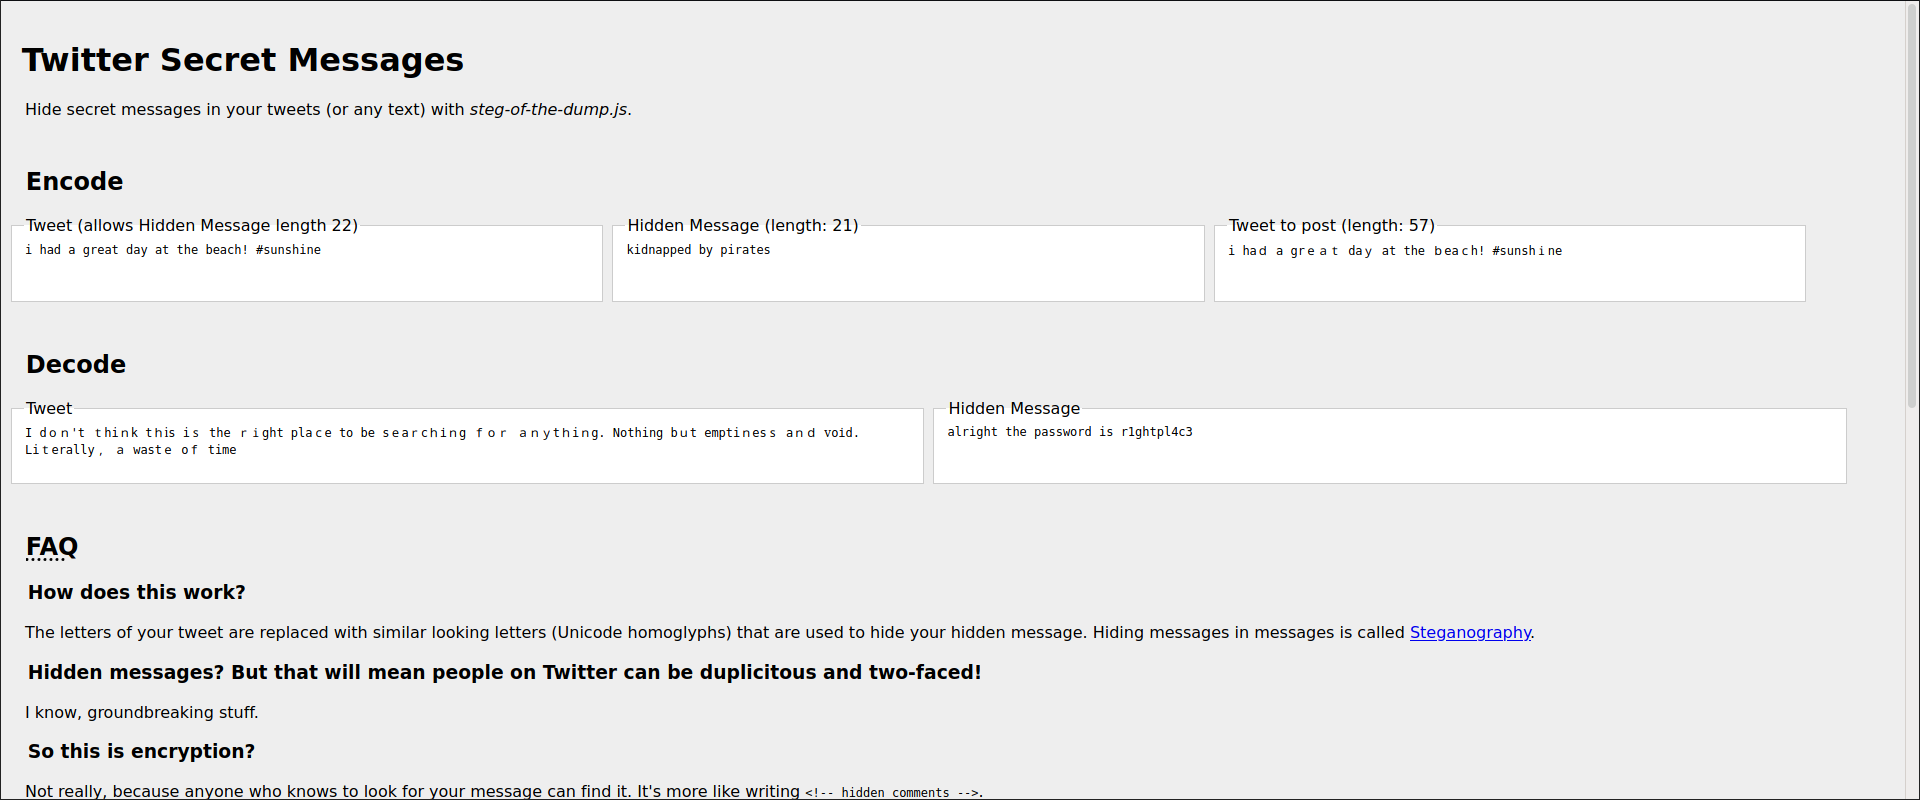 Twitter Secret Messages
Hide secret messages in your tweets (or any text) with steg-of-the-dump.js.
Encode
Tweet (allows Hidden Message length 22)
i had a great day at the beach! #sunshine
Hidden Message (length: 21)
kidnapped by pirates
Tweet to post (length: 57)
i had a great day at the beach! #sunshine
Decode
Tweet
I don't think this is the right place to be searching for anything. Nothing but emptiness and void.
Literally, a waste of time
Hidden Message
alright the password is r1ghtpl4c3
FAQ
How does this work?
The letters of your tweet are replaced with similar looking letters (Unicode homoglyphs) that are used to hide your hidden message. Hiding messages in messages is called Steganography.
Hidden messages? But that will mean people on Twitter can be duplicitous and two-faced!
I know, groundbreaking stuff.
So this is encryption?
Not really, because anyone who knows to look for your message can find it. It's more like writing <!-- hidden comments -->.